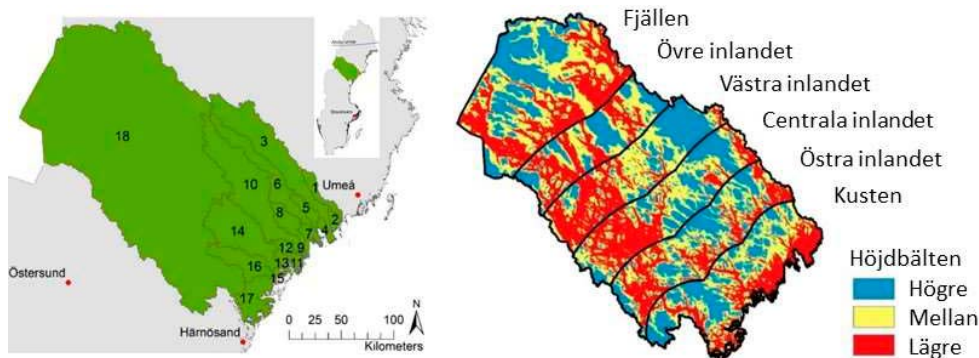 18
3
10
6
1
5
2
8
4
14
7
12
9
13
11
16
15
17
Umeå
Östersund
Härnösand
N
0 25 50 100
Kilometers
Fjällen
Övre inlandet
Västra inlandet
Centrala inlandet
Östra inlandet
Kusten
Höjdbälten
Högre
Mellan
Lägre